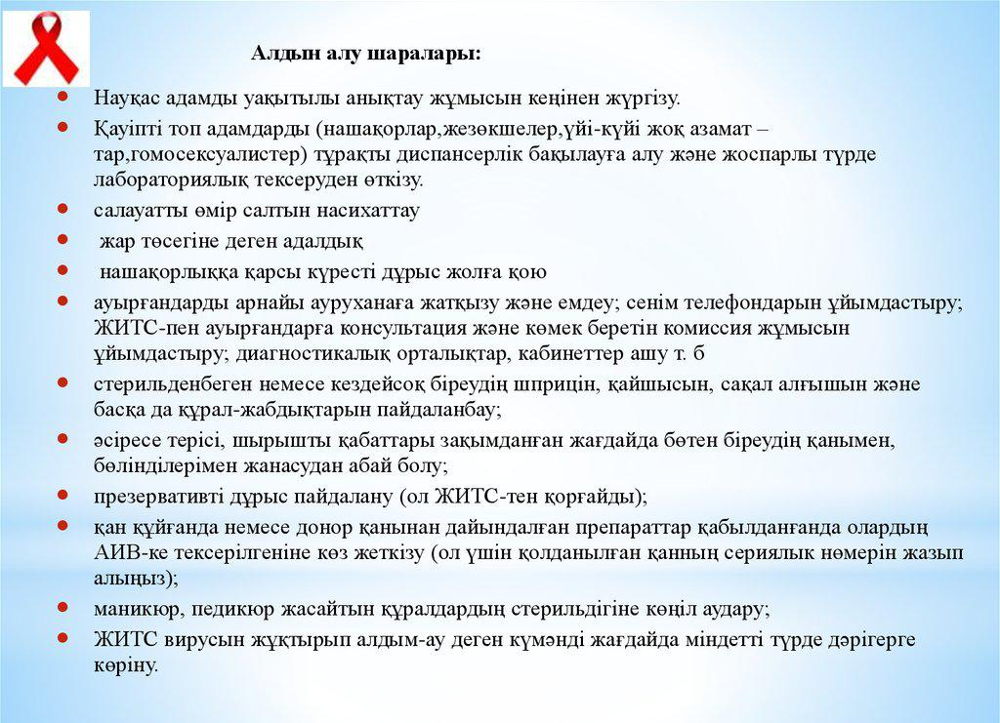 Алдын алу шаралары:
• Науқас адамды уақытылы анықтау жұмысын кеңінен жүргізу.
• Қауіпті топ адамдарды (нашақорлар,жезөкшелер,үйі-күйі жоқ азамат –
тар,гомосексуалистер) тұрақты диспансерлік бақылауға алу және жоспарлы түрде
лабораториялық тексеруден өткізу.
• салауатты өмір салтын насихаттау
• жар төсегіне деген адалдық
• нашақорлыққа қарсы күресті дұрыс жолға қою
• ауырғандарды арнайы ауруханаға жатқызу және емдеу; сенім телефондарын ұйымдастыру;
ЖИТС-пен ауырғандарға консультация және көмек беретін комиссия жұмысын
ұйымдастыру; диагностикалық орталықтар, кабинеттер ашу т. б
• стерильденбеген немесе кездейсоқ біреудің шприцін, қайшысын, сақал алғышын және
басқа да құрал-жабдықтарын пайдаланбау;
• әсіресе терісі, шырышты қабаттары зақымданған жағдайда бөтен біреудің қанымен,
бөлінділерімен жанасудан абай болу;
• презервативті дұрыс пайдалану (ол ЖИТС-тен қорғайды);
• қан құйғанда немесе донор қанынан дайындалған препараттар қабылданғанда олардың
АИВ-ке тексерілгеніне көз жеткізу (ол үшін қолданылған қанның сериялык нөмерін жазып
алыңыз);
• маникюр, педикюр жасайтын құралдардың стерильдігіне көңіл аудару;
• ЖИТС вирусын жұқтырып алдым-ау деген күмәнді жағдайда міндетті түрде дәрігерге
көріну.